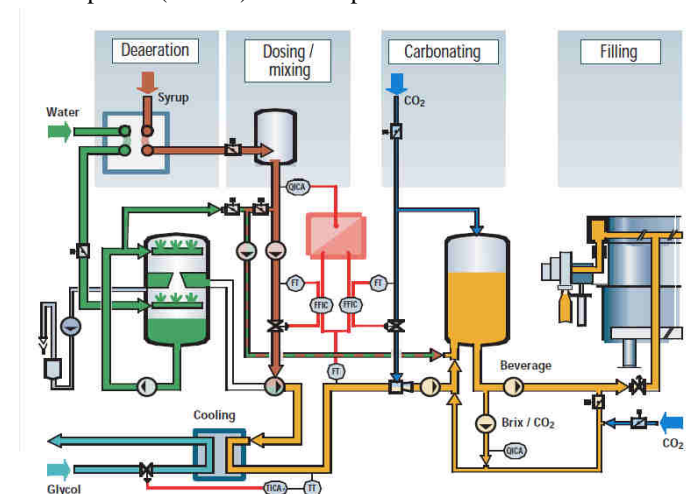 Deaeration
Dosing /
mixing
Carbonating
Filling
Syrup
Water
CO2
QICA
FT
FT
FFIC
FFIC
FT
Beverage
Cooling
Brix / CO2
QICA
CO2
Glycol
TICA
TT